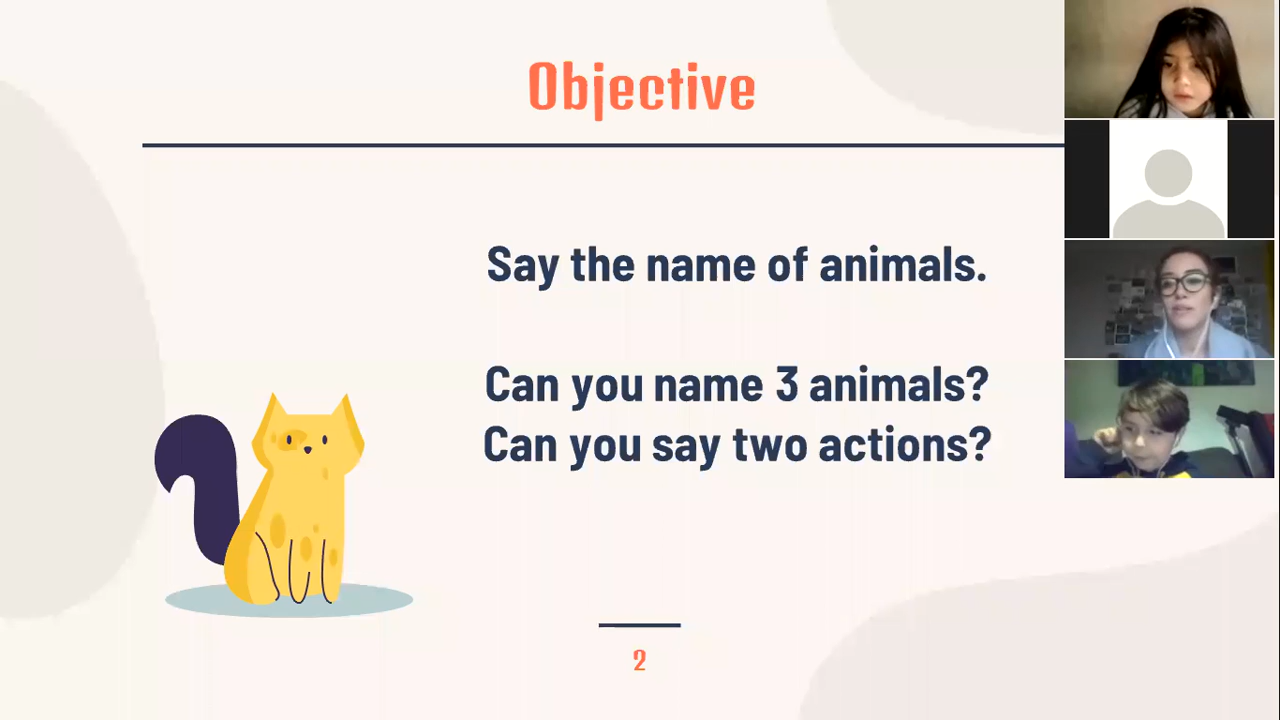 Objective
Say the name of animals.
Can you name 3 animals?
Can you say two actions?
2